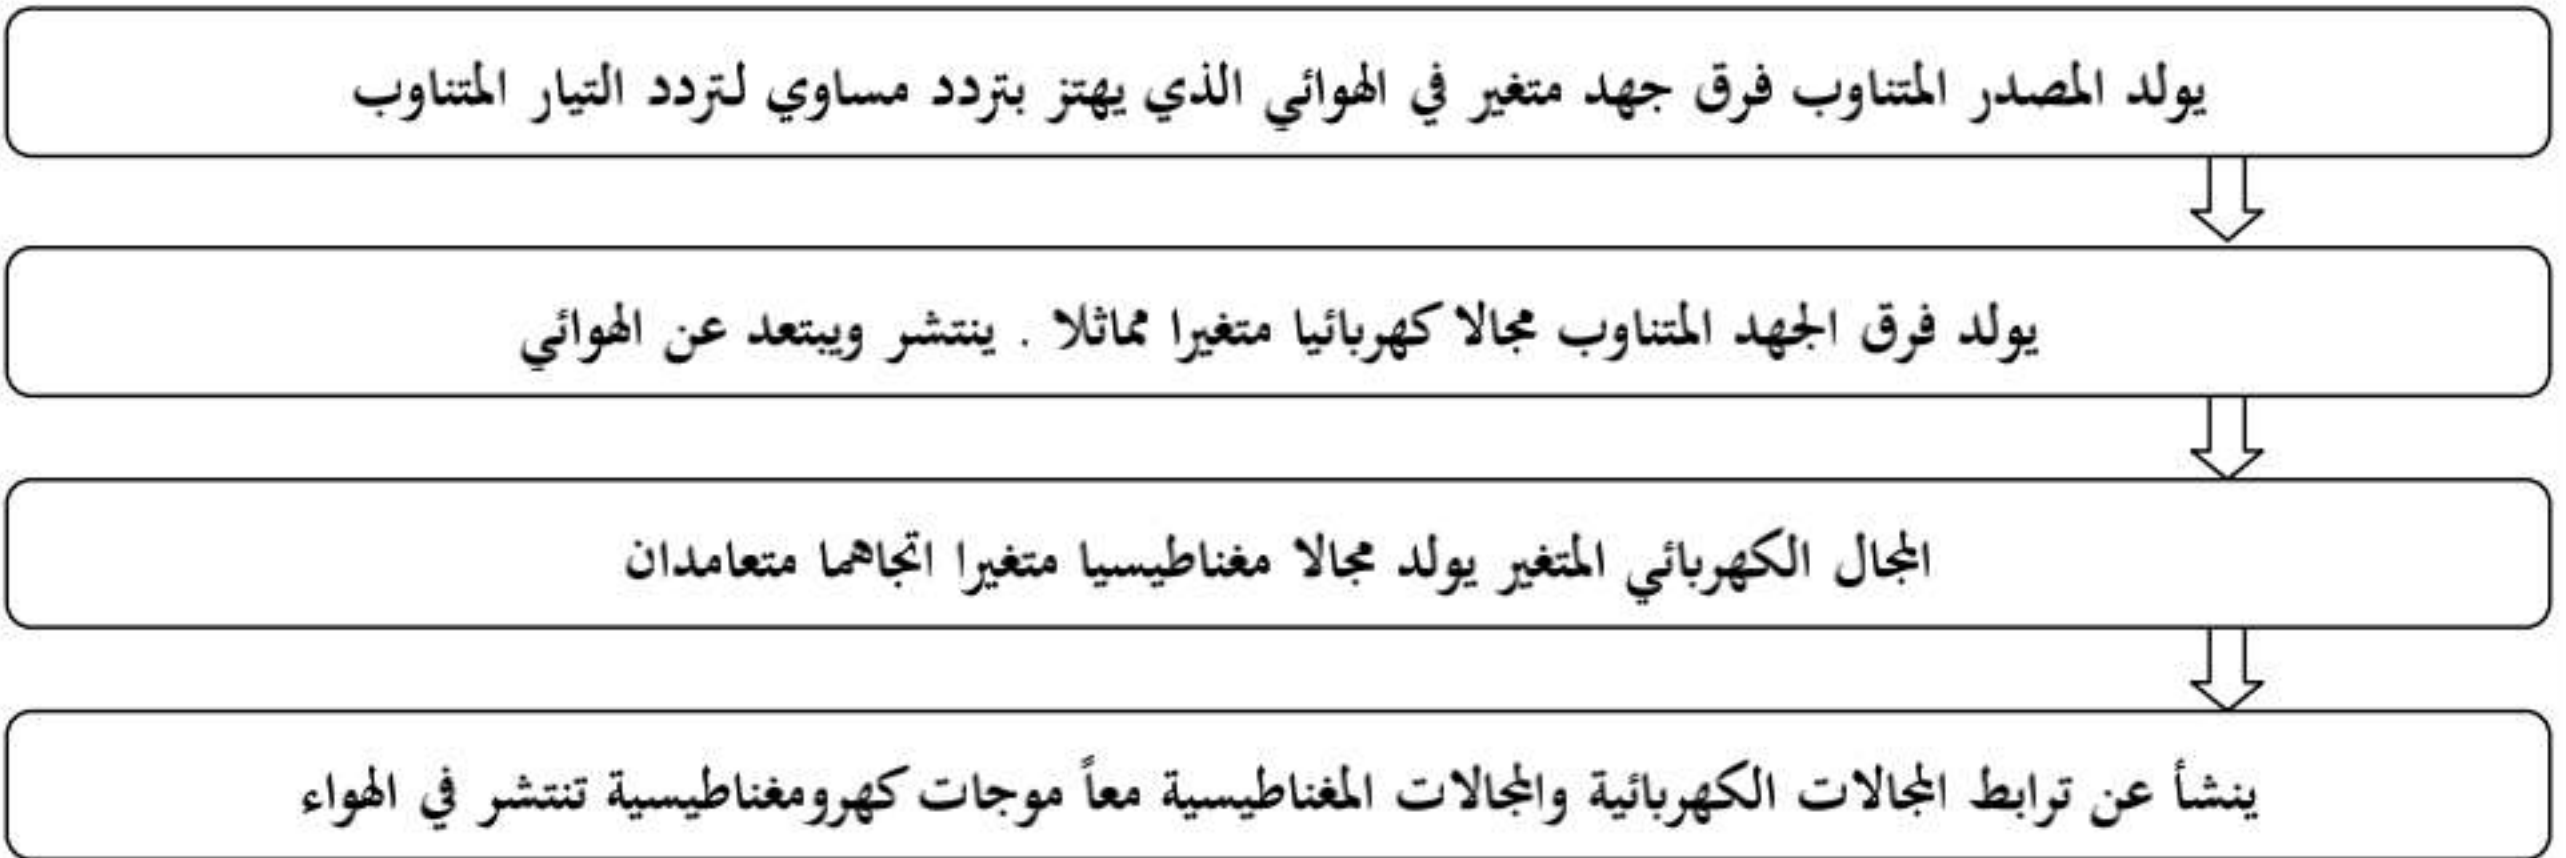 يولد المصدر المتناوب فرق جهد متغير في الهوائي الذي يهتز بتردد مساوي لتردد التيار المتناوب
يولد فرق الجهد المتناوب مجالا كهربائيا متغيرا مماثلا . ينتشر ويبتعد عن الهوائي
المجال الكهربائي المتغير يولد مجالا مغناطيسيا متغيرا اتجاهما متعامدان
ينشأ عن ترابط المجالات الكهربائية والمجالات المغناطيسية معاً موجات كهرومغناطيسية تنتشر في الهواء